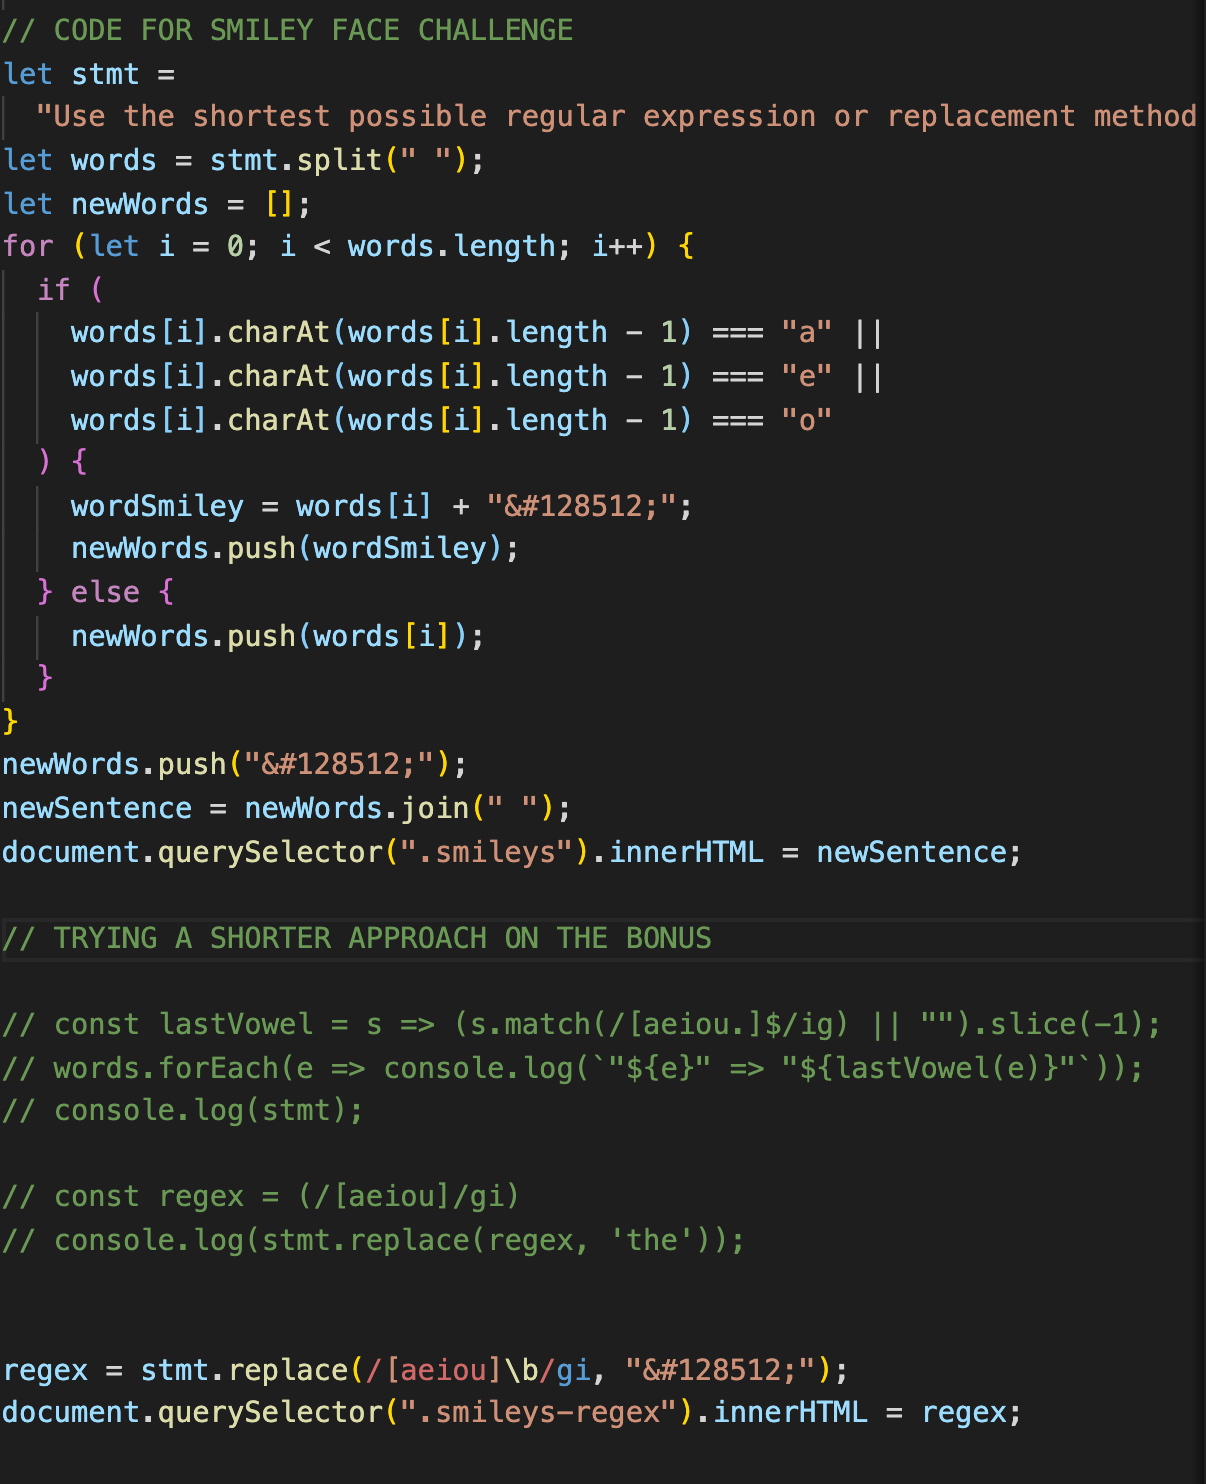 // CODE FOR SMILEY FACE CHALLENGE
let stmt =
  "Use the shortest possible regular expression or replacement method
let words = stmt.split(" ");
let newWords = [];
for (let i = 0; i < words.length; i++) {
  if (
    words[i].charAt(words[i].length - 1) === "a" ||
    words[i].charAt(words[i].length - 1) === "e" ||
    words[i].charAt(words[i].length - 1) === "o"
  ) {
    wordSmiley = words[i] + "&#128512;";
    newWords.push(wordSmiley);
  } else {
    newWords.push(words[i]);
  }
}
newWords.push("&#128512;");
newSentence = newWords.join(" ");
document.querySelector(".smileys").innerHTML = newSentence;
// TRYING A SHORTER APPROACH ON THE BONUS
// const lastVowel = s => (s.match(/[aeiou.]$/ig) || "").slice(-1);
// words.forEach(e => console.log(`"${e}" => "${lastVowel(e)}"`));
// console.log(stmt);
// const regex = (/[aeiou]/gi)
// console.log(stmt.replace(regex, 'the'));
regex = stmt.replace(/[aeiou]\b/gi, "&#128512;");
document.querySelector(".smileys-regex").innerHTML = regex;